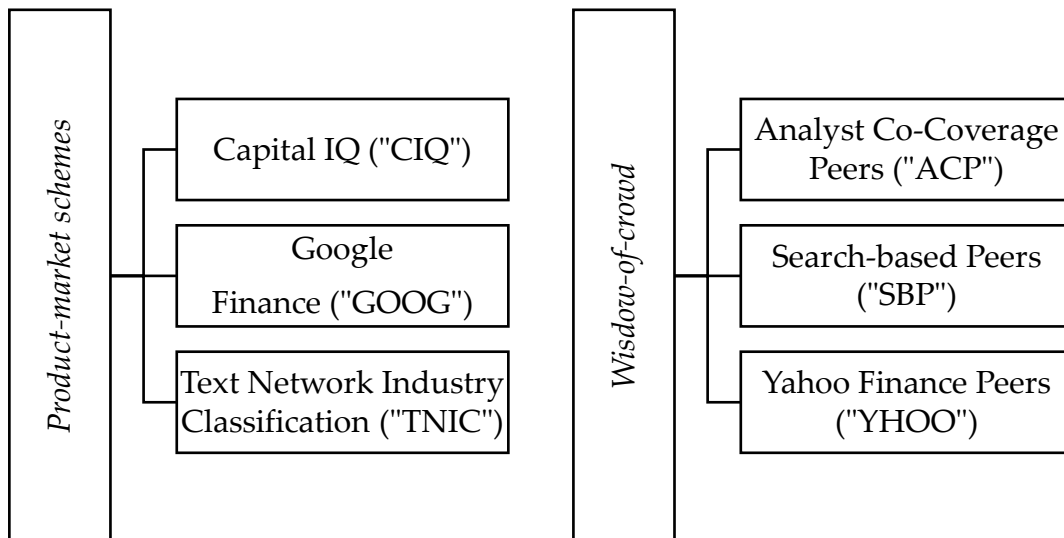 Product-market schemes
Capital IQ ("CIQ")
Google
Finance ("GOOG")
Text Network Industry
Classification ("TNIC")
Wisdow-of-crowd
Analyst Co-Coverage
Peers ("ACP")
Search-based Peers
("SBP")
Yahoo Finance Peers
("YHOO")